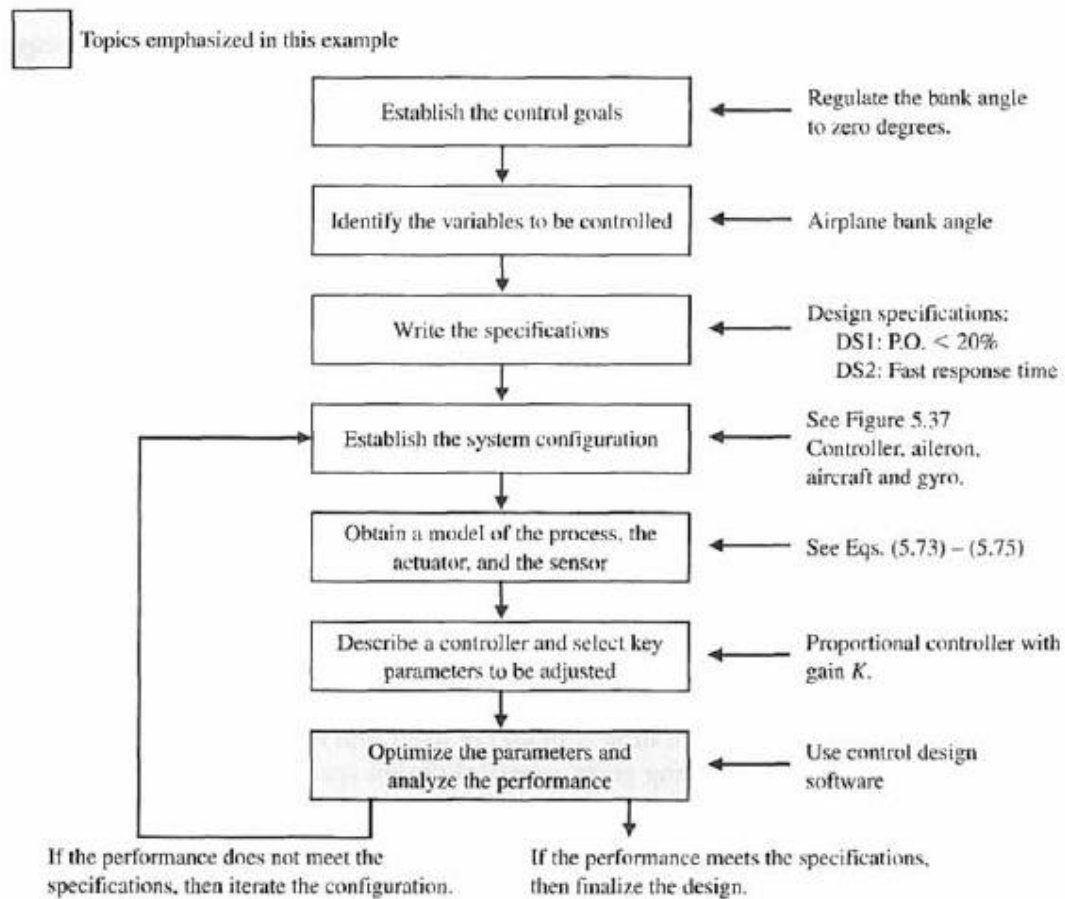 Topics emphasized in this example
Establish the control goals
Regulate the bank angle
to zero degrees.
Identify the variables to be controlled
Airplane bank angle
Write the specifications
Design specifications:
DS1: P.O. < 20%
DS2: Fast response time
Establish the system configuration
See Figure 5.37
Controller, aileron,
aircraft and gyro.
Obtain a model of the process, the
actuator, and the sensor
See Eqs. (5.73) – (5.75)
Describe a controller and select key
parameters to be adjusted
Proportional controller with
gain K.
Optimize the parameters and
analyze the performance
Use control design
software
If the performance does not meet the
specifications, then iterate the configuration.
If the performance meets the specifications,
then finalize the design.